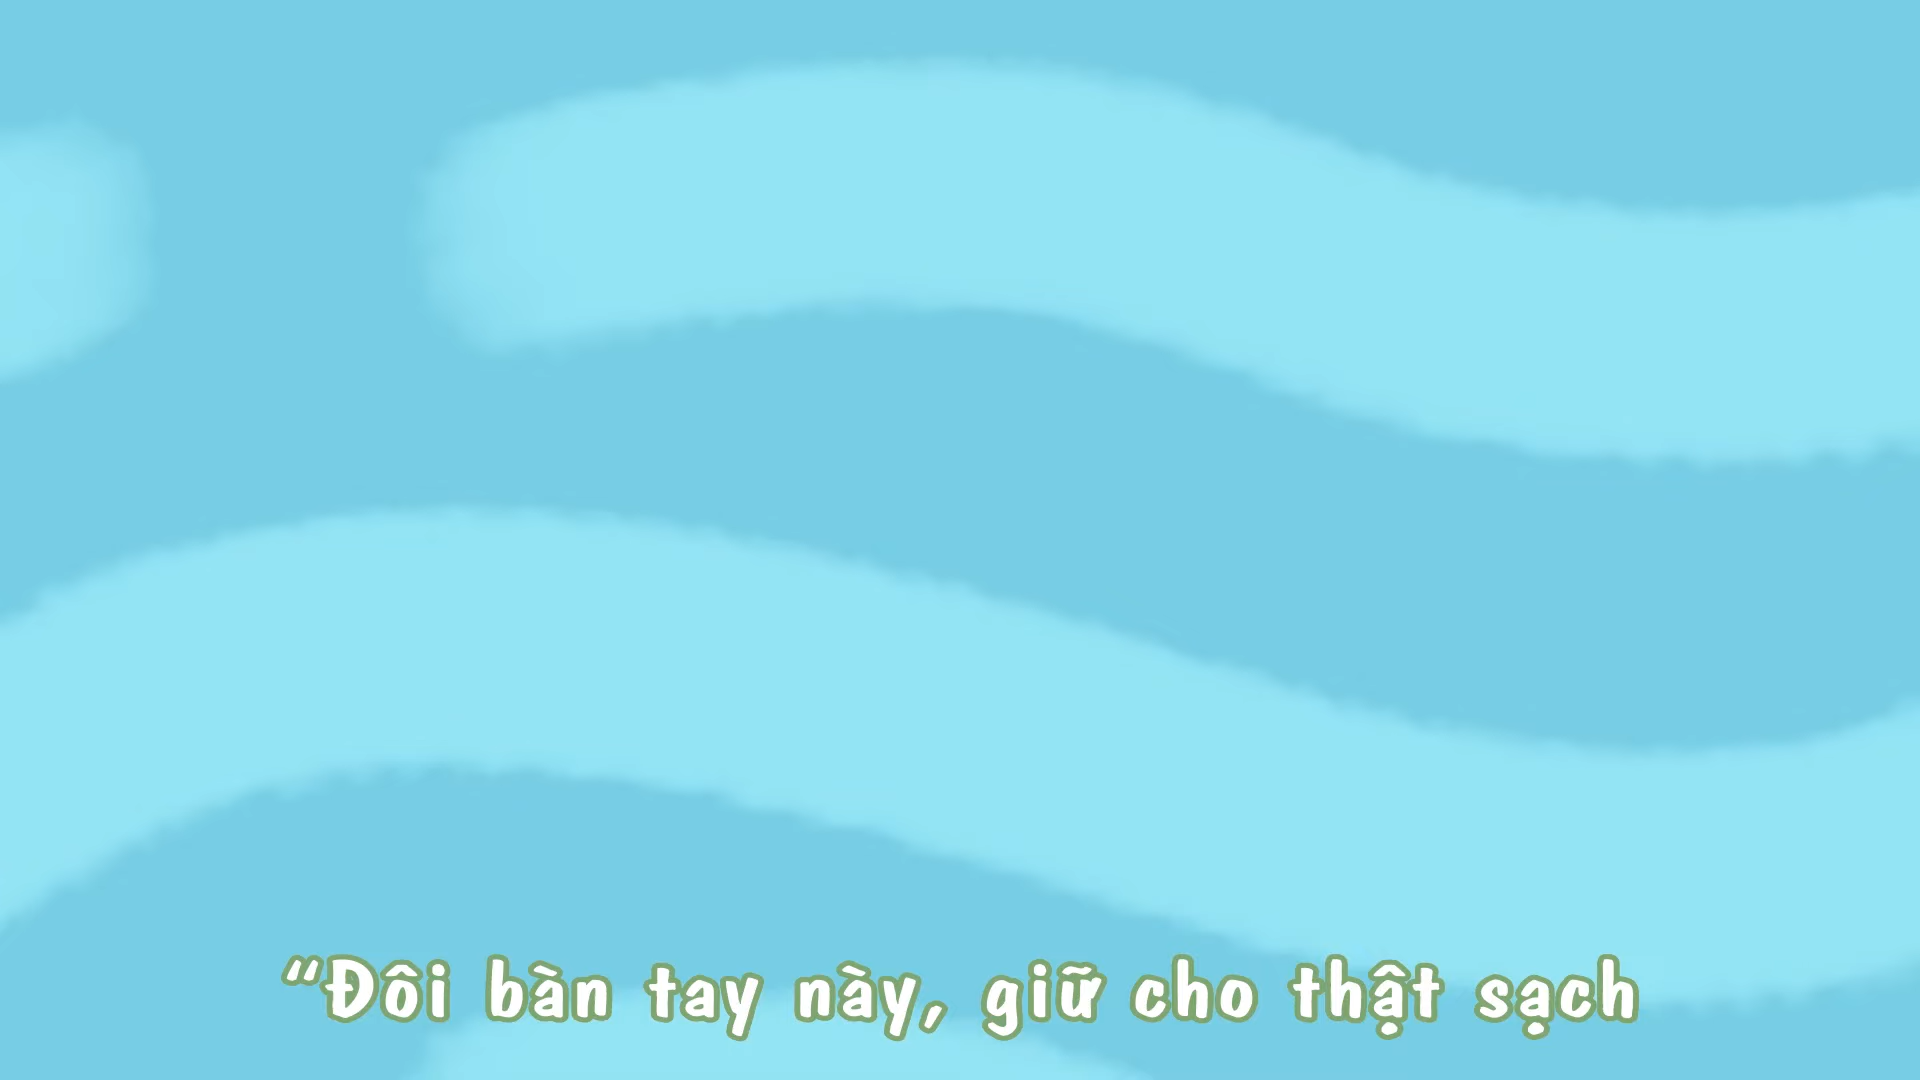 “Đôi bàn tay này, giữ cho thật sạch